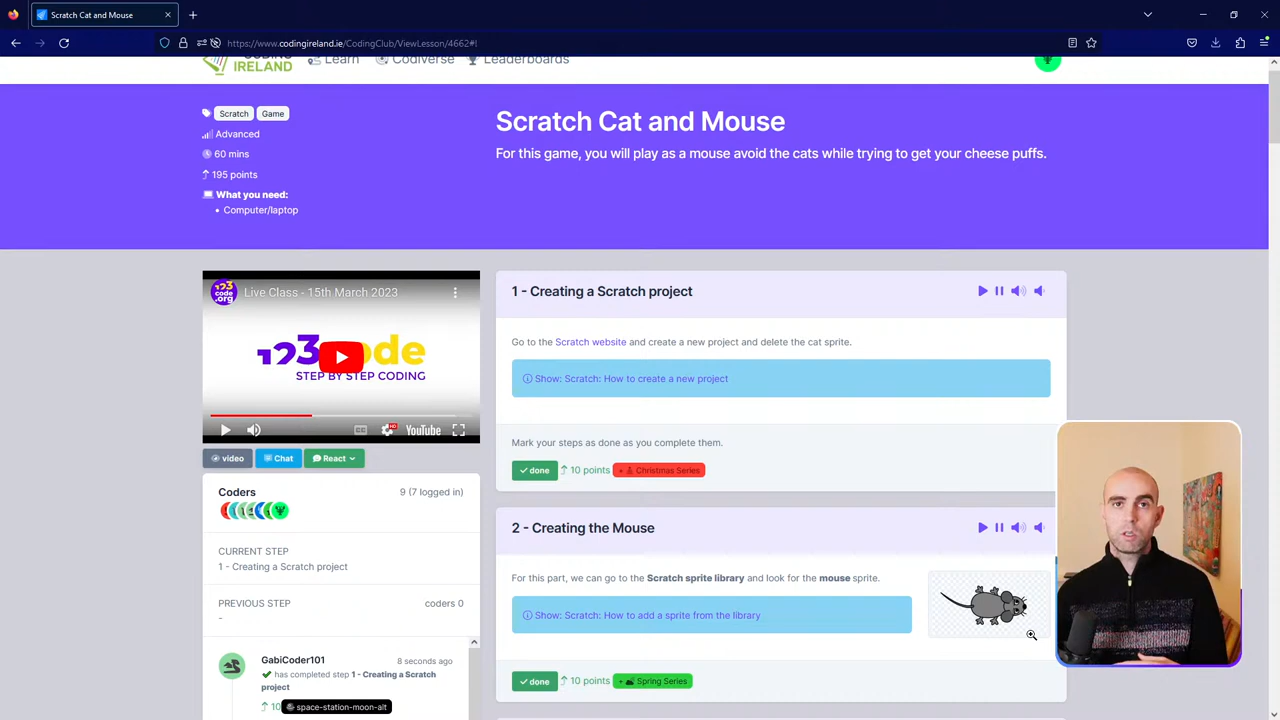 Scratch Cat and Mouse
https://www.codingireland.ie/CodingClub/ViewLesson/4662#!
CODING
IRELAND
Learn
Codiverse
Leaderboards
Scratch
Game
Advanced
60 mins
195 points
What you need:
• Computer/laptop
Scratch Cat and Mouse
For this game, you will play as a mouse avoid the cats while trying to get your cheese puffs.
123 code.org
Live Class - 15th March 2023
123code
STEP BY STEP CODING
CC
HD
YouTube
video
Chat
React
Coders
9 (7 logged in)
CURRENT STEP
1 - Creating a Scratch project
PREVIOUS STEP
coders 0
-
GabiCoder101
8 seconds ago
has completed step 1 - Creating a Scratch
project
10
space-station-moon-alt
1 - Creating a Scratch project
Go to the Scratch website and create a new project and delete the cat sprite.
Show: Scratch: How to create a new project
Mark your steps as done as you complete them.
done
10 points
+ Christmas Series
2 - Creating the Mouse
For this part, we can go to the Scratch sprite library and look for the mouse sprite.
Show: Scratch: How to add a sprite from the library
done
10 points
+ Spring Series